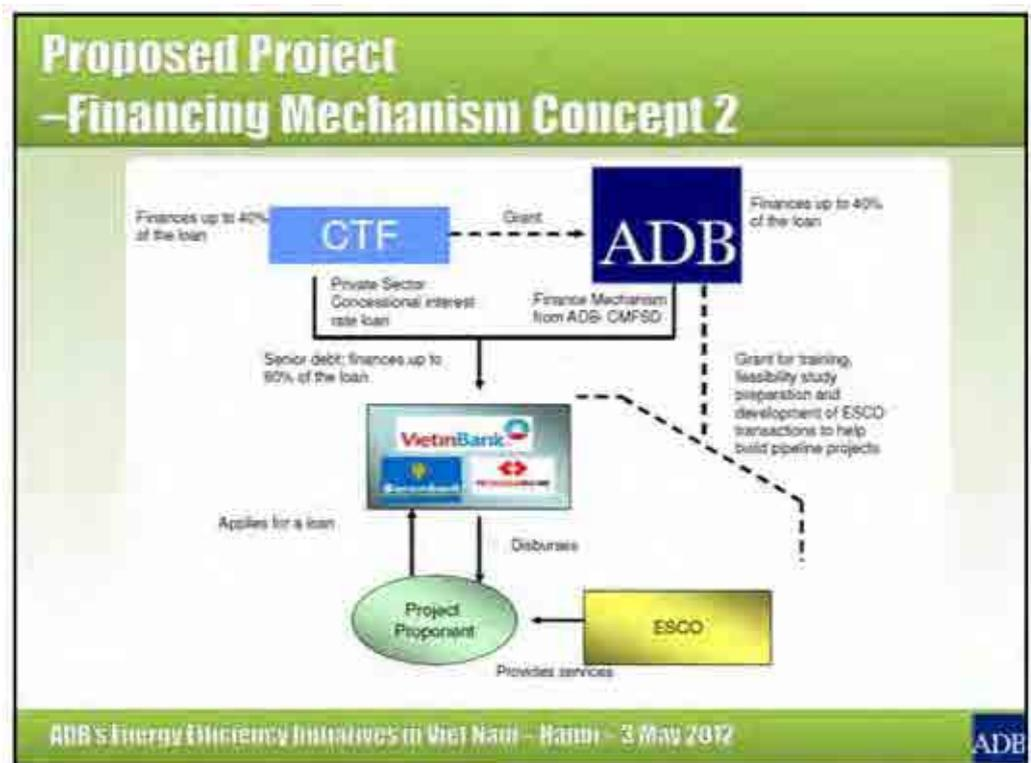 Proposed Project
–Financing Mechanism Concept 2
Finances up to 40%
of the loan
CTF
Grant
ADB
Finances up to 40%
of the loan
Private Sector
Concessional interest
rate loan
Finance Mechanism
from ADB- CMFSD
Senior debt; finances up to
60% of the loan
Grant for training,
feasibility study
preparation and
development of ESCO
transactions to help
build pipeline projects
VietinBank
Applies for a loan
Disburses
Project
Proponent
ESCO
Provides services
ADB's Energy Efficiency Initiatives in Viet Nam – Hanoi – 3 May 2012
ADB